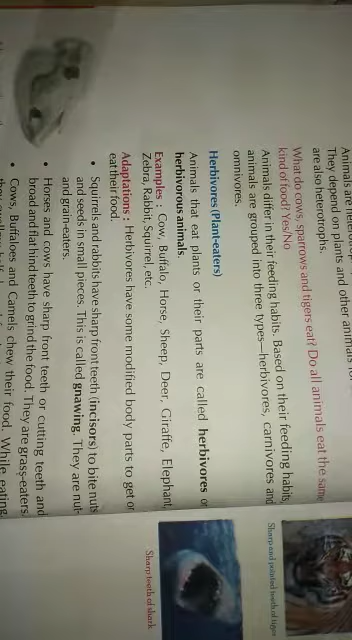 Animals are
They depend on plants and other animals
are also heterotrophs.
What do cows, sparrows and tigers eat? Do all animals eat the same
kind of food? Yes/No
Animals differ in their feeding habits. Based on their feeding habits,
animals are grouped into three types—herbivores, carnivores and
omnivores.
Herbivores (Plant-eaters)
Animals that eat plants or their parts are called herbivores or
herbivorous animals.
Examples : Cow, Buffalo, Horse, Sheep, Deer, Giraffe, Elephant,
Zebra, Rabbit, Squirrel, etc.
Adaptations : Herbivores have some modified body parts to get or
eat their food.
• Squirrels and rabbits have sharp front teeth (incisors) to bite nuts
and seeds in small pieces. This is called gnawing. They are nut
and grain-eaters.
• Horses and cows have sharp front teeth or cutting teeth and
broad and flat hind teeth to grind the food. They are grass-eaters.
• Cows, Buffaloes and Camels chew their food. While eating
Sharp and pointed teeth of tiger
Sharp teeth of shark